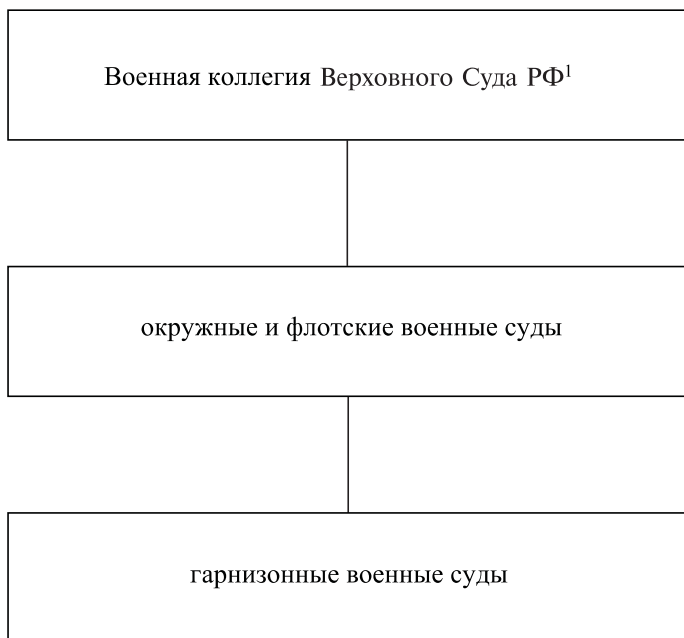 Военная коллегия Верховного Суда РФ¹
окружные и флотские военные суды
гарнизонные военные суды